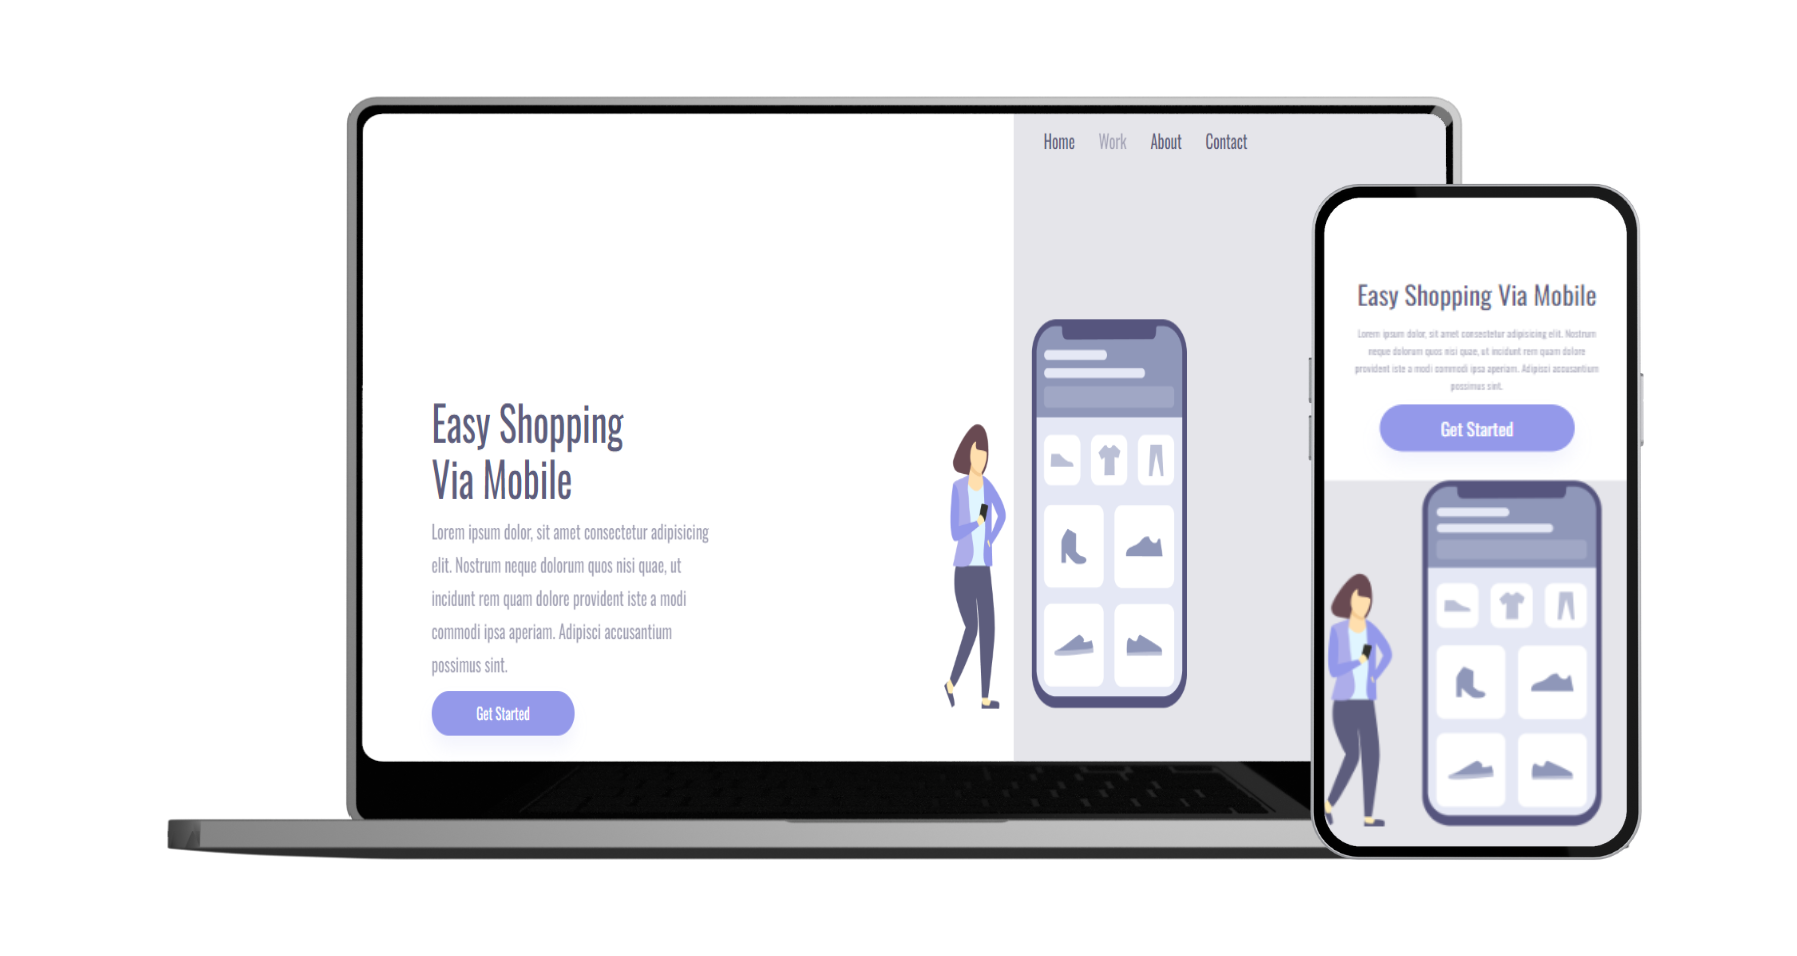 Home Work About Contact
Easy Shopping
Via Mobile
Lorem ipsum dolor, sit amet consectetur adipisicing
elit. Nostrum neque dolorum quos nisi quae, ut
incidunt rem quam dolore provident iste a modi
commodi ipsa aperiam. Adipisci accusantium
possimus sint.
Get Started
Easy Shopping Via Mobile
Lorem ipsum dolor, sit amet consectetur adipisicing elit. Nostrum
neque dolorum quos nisi quae, ut incidunt rem quam dolore
provident iste a modi commodi ipsa aperiam. Adipisci accusantium
possimus sint.
Get Started